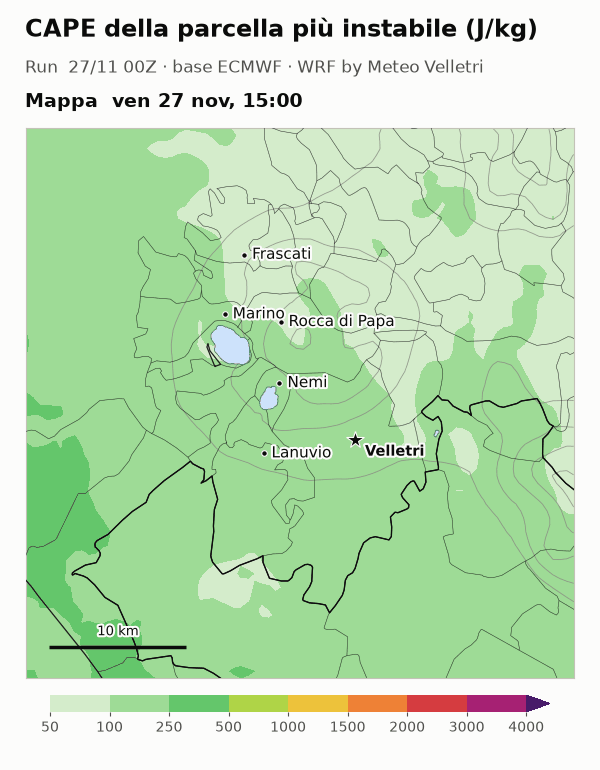 CAPE della parcella più instabile (J/kg)
Run  27/11 00Z · base ECMWF · WRF by Meteo Velletri
Mappa  ven 27 nov, 15:00
Frascati
Marino
Rocca di Papa
Nemi
Velletri
Lanuvio
10 km
50 100 250 500 1000 1500 2000 3000 4000